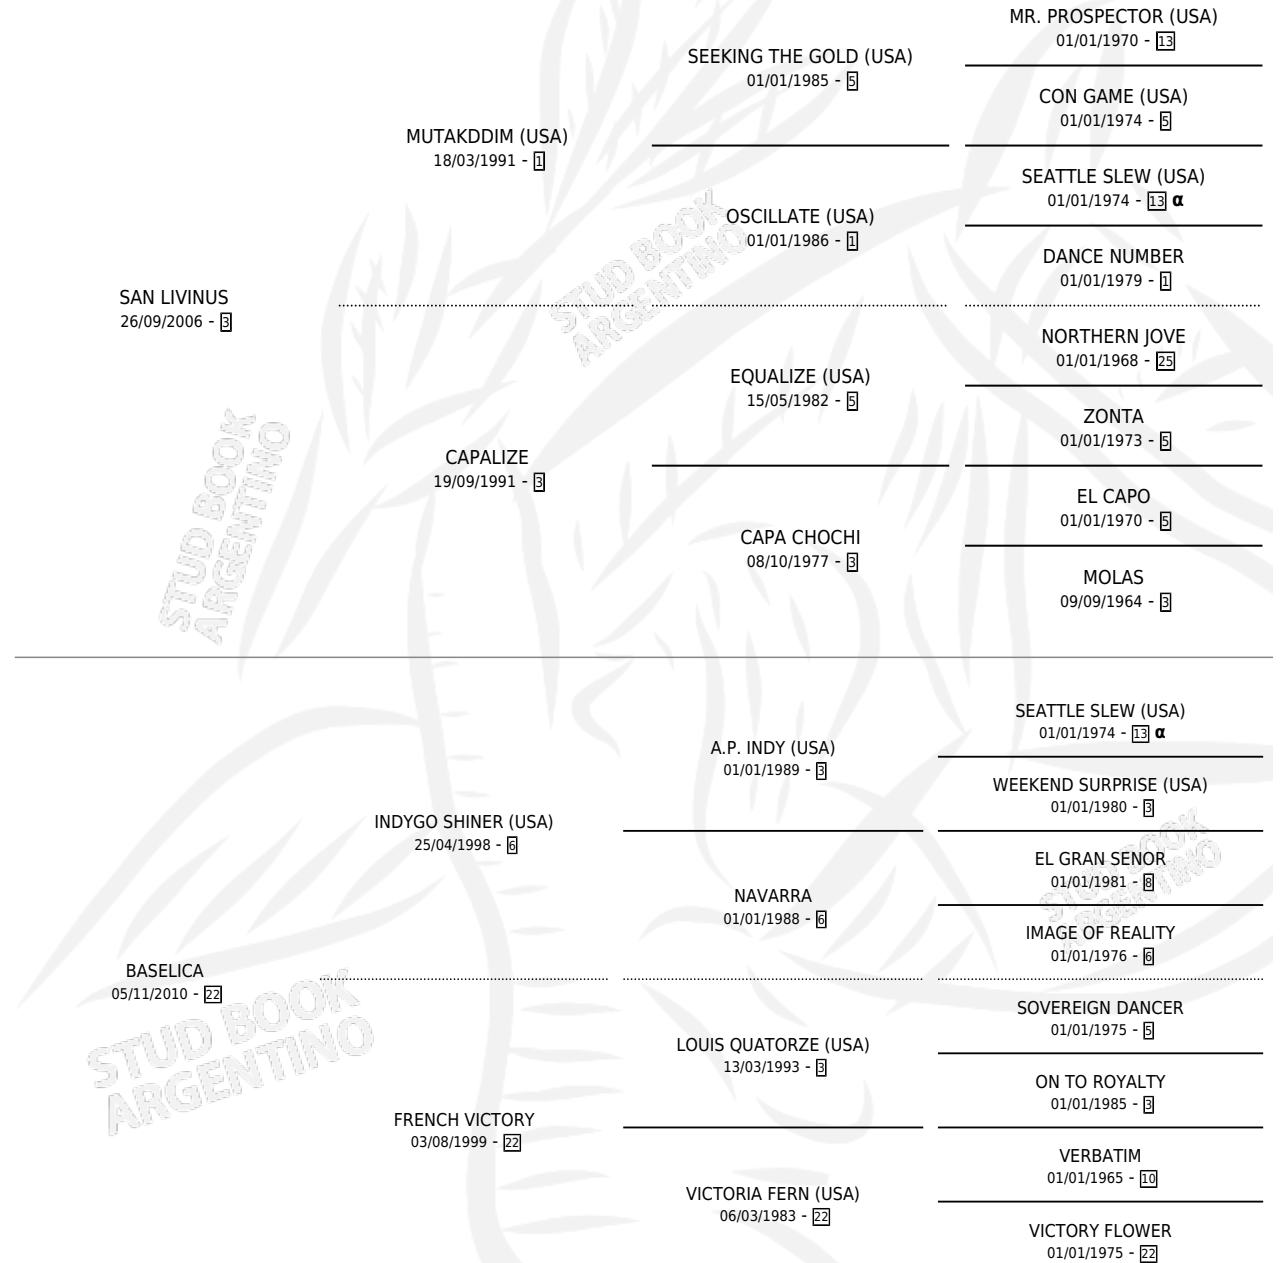 MR. PROSPECTOR (USA)
01/01/1970 - 13
SEEKING THE GOLD (USA)
01/01/1985 - 5
CON GAME (USA)
01/01/1974 - 5
MUTAKDDIM (USA)
18/03/1991 - 1
SEATTLE SLEW (USA)
01/01/1974 - 13 α
OSCILLATE (USA)
01/01/1986 - 1
DANCE NUMBER
01/01/1979 - 1
SAN LIVINUS
26/09/2006 - 3
NORTHERN JOVE
01/01/1968 - 25
EQUALIZE (USA)
15/05/1982 - 5
ZONTA
01/01/1973 - 5
CAPALIZE
19/09/1991 - 3
EL CAPO
01/01/1970 - 5
CAPA CHOCHI
08/10/1977 - 3
MOLAS
09/09/1964 - 3
SEATTLE SLEW (USA)
01/01/1974 - 13 α
A.P. INDY (USA)
01/01/1989 - 3
WEEKEND SURPRISE (USA)
01/01/1980 - 3
INDYGO SHINER (USA)
25/04/1998 - 6
EL GRAN SENOR
01/01/1981 - 8
NAVARRA
01/01/1988 - 6
IMAGE OF REALITY
01/01/1976 - 6
BASELICA
05/11/2010 - 22
SOVEREIGN DANCER
01/01/1975 - 5
LOUIS QUATORZE (USA)
13/03/1993 - 3
ON TO ROYALTY
01/01/1985 - 3
FRENCH VICTORY
03/08/1999 - 22
VERBATIM
01/01/1965 - 10
VICTORIA FERN (USA)
06/03/1983 - 22
VICTORY FLOWER
01/01/1975 - 22
STUD BOOK
ARGENTINO
STUD BOOK
ARGENTINO
STUD BOOK
ARGENTINO
STUD BOOK
ARGENTINO